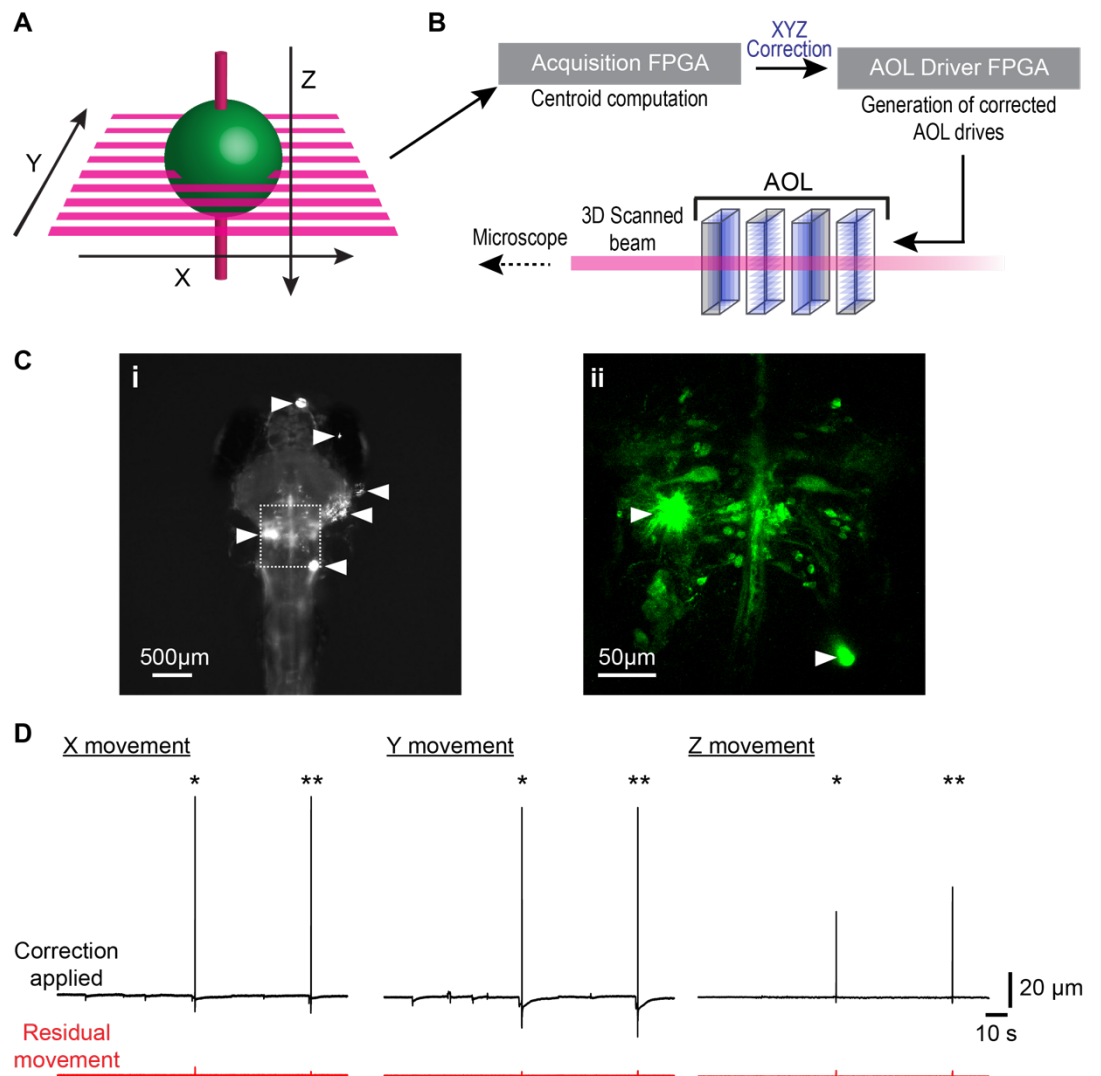 A
Z
Y
X
B
Acquisition FPGA
Centroid computation
XYZ
Correction
AOL Driver FPGA
Generation of corrected
AOL drives
AOL
3D Scanned
beam
Microscope
C
i
500µm
ii
50µm
D
X movement
Y movement
Z movement
* ** * ** * **
Correction
applied
20 µm
10 s
Residual
movement